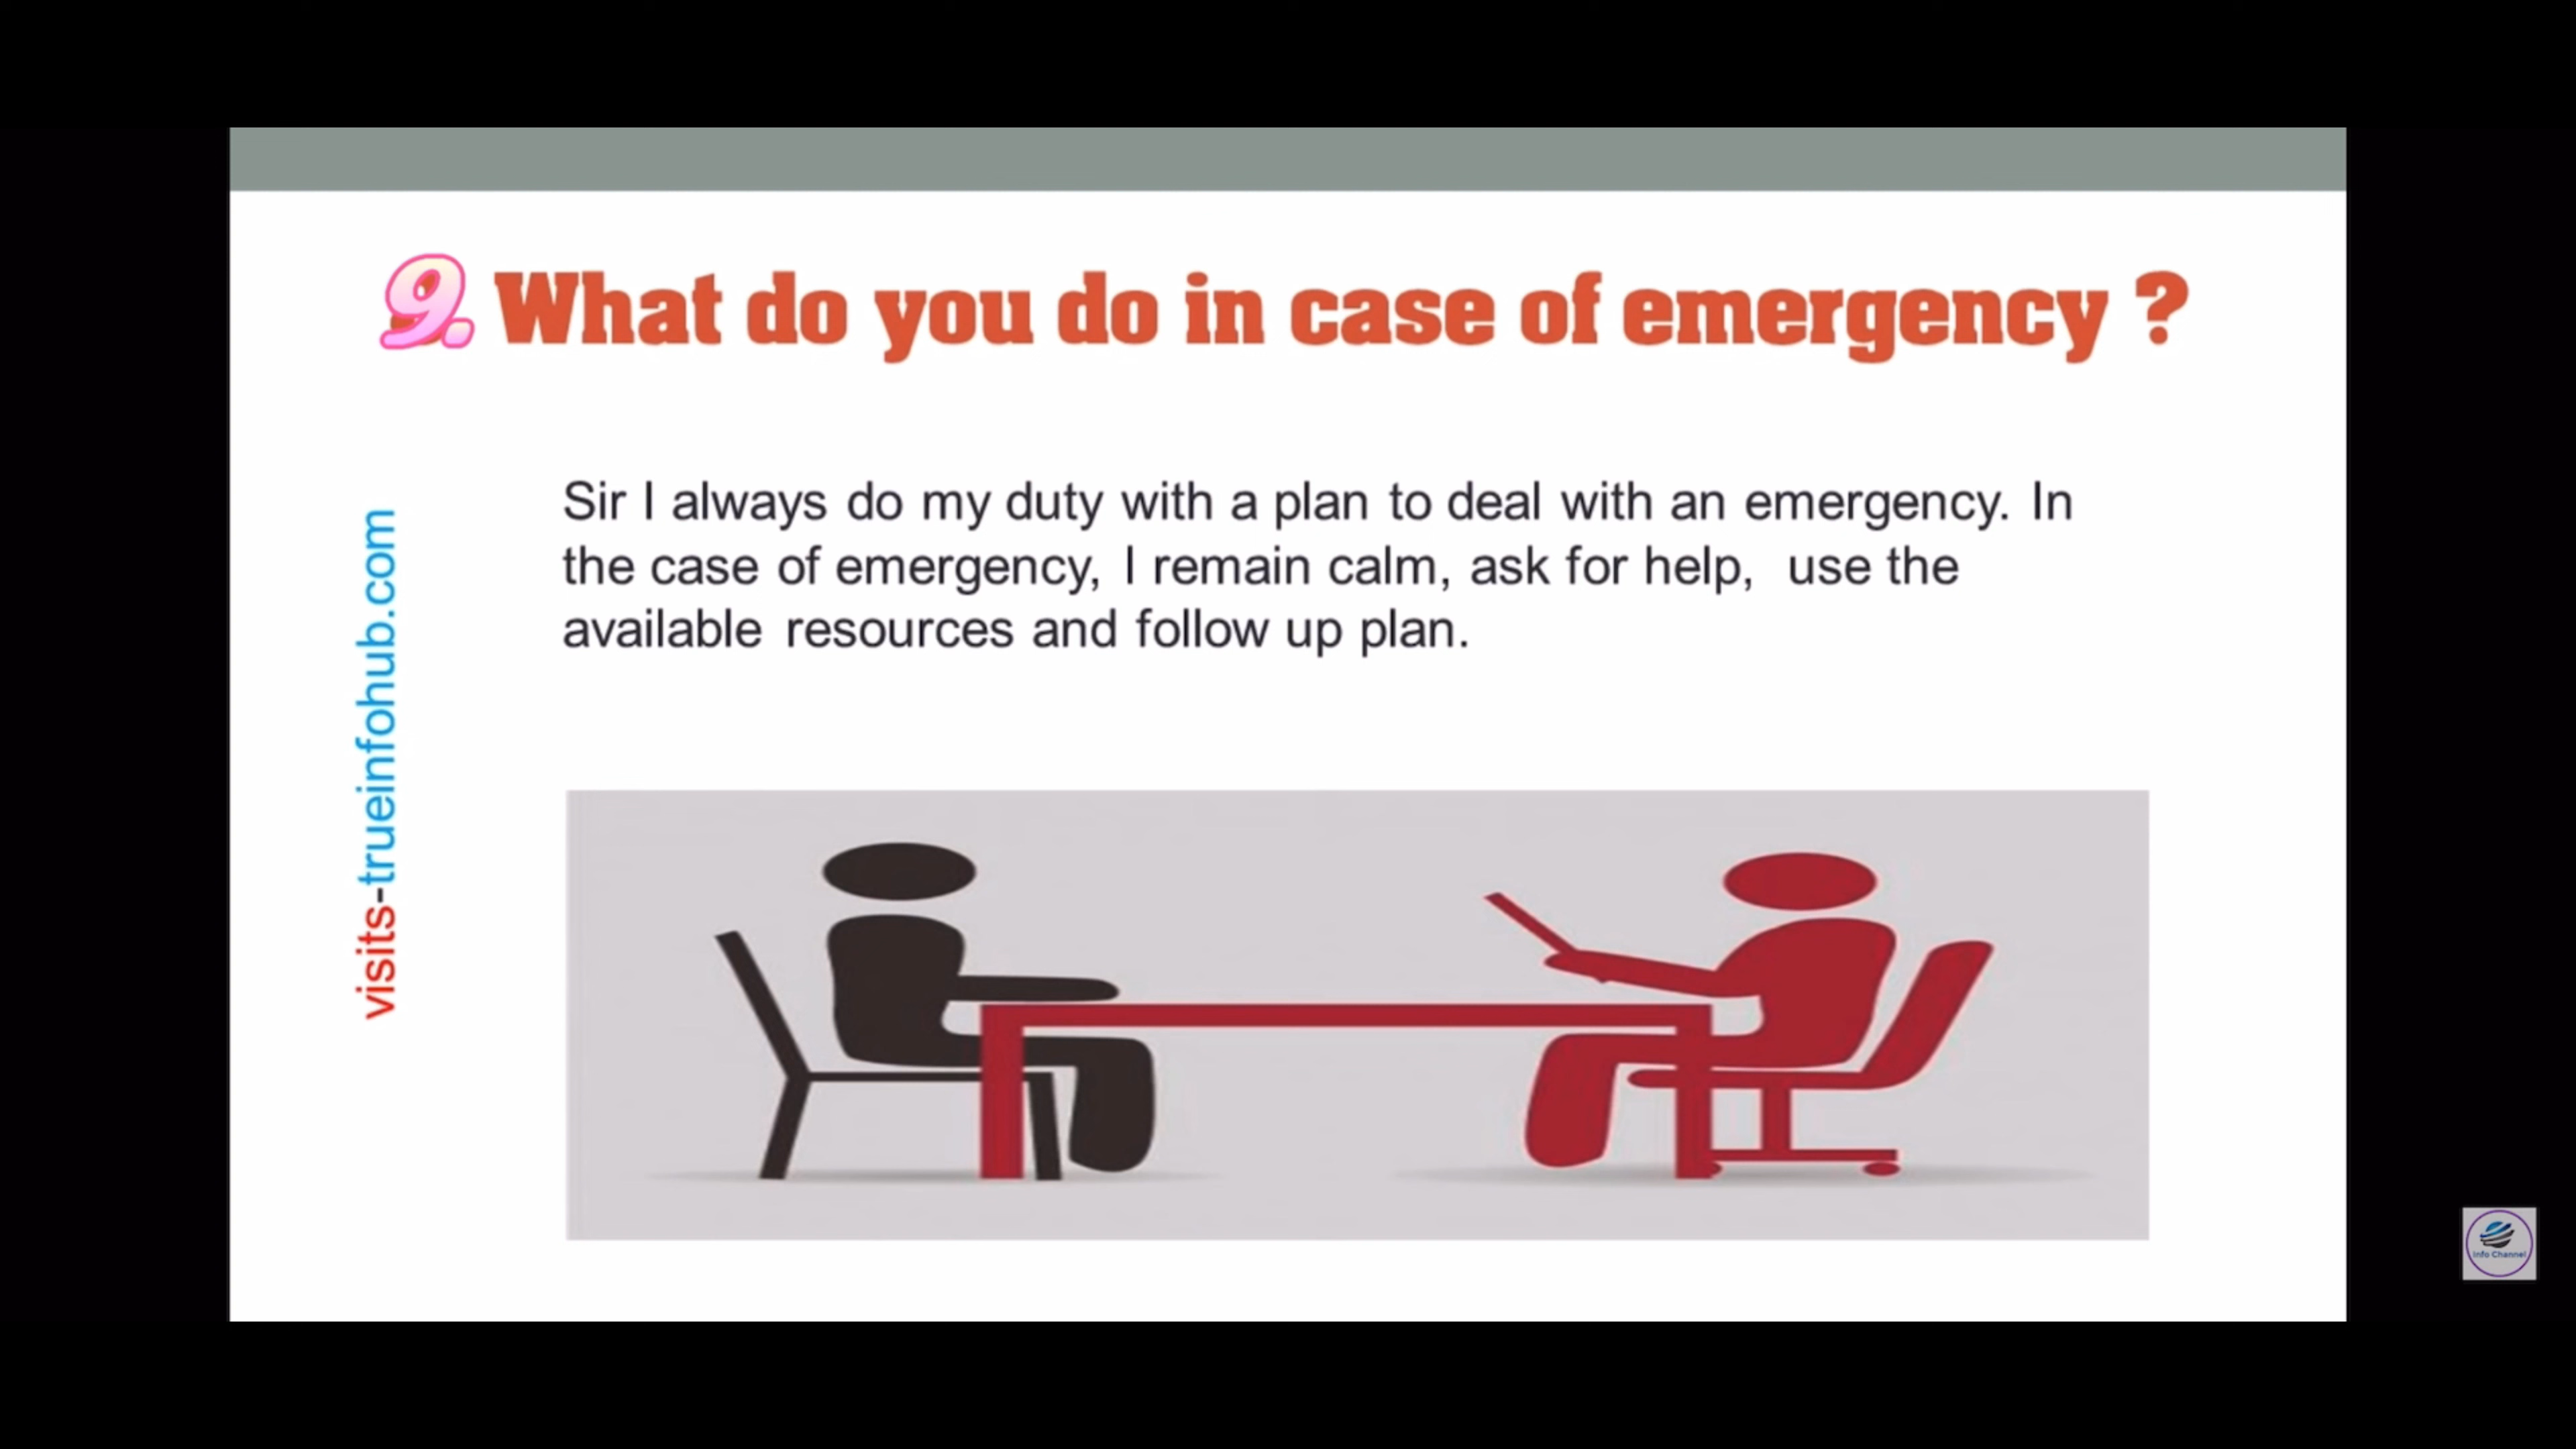 9. What do you do in case of emergency ?
Sir I always do my duty with a plan to deal with an emergency. In
the case of emergency, I remain calm, ask for help, use the
available resources and follow up plan.
visits-trueinfohub.com
Info Channel